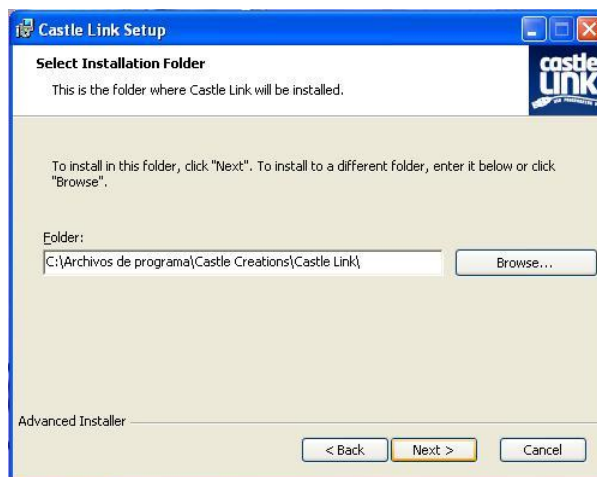 Castle Link Setup
Select Installation Folder
This is the folder where Castle Link will be installed.
castle
LINK
To install in this folder, click "Next". To install to a different folder, enter it below or click
"Browse".
Folder:
C:\Archivos de programa\Castle Creations\Castle Link\
Browse...
Advanced Installer
< Back
Next >
Cancel